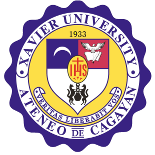 XAVIER UNIVERSITY
1933
IHS
VERITAS LIBERABIT VOS
ATENEO DE CAGAYAN